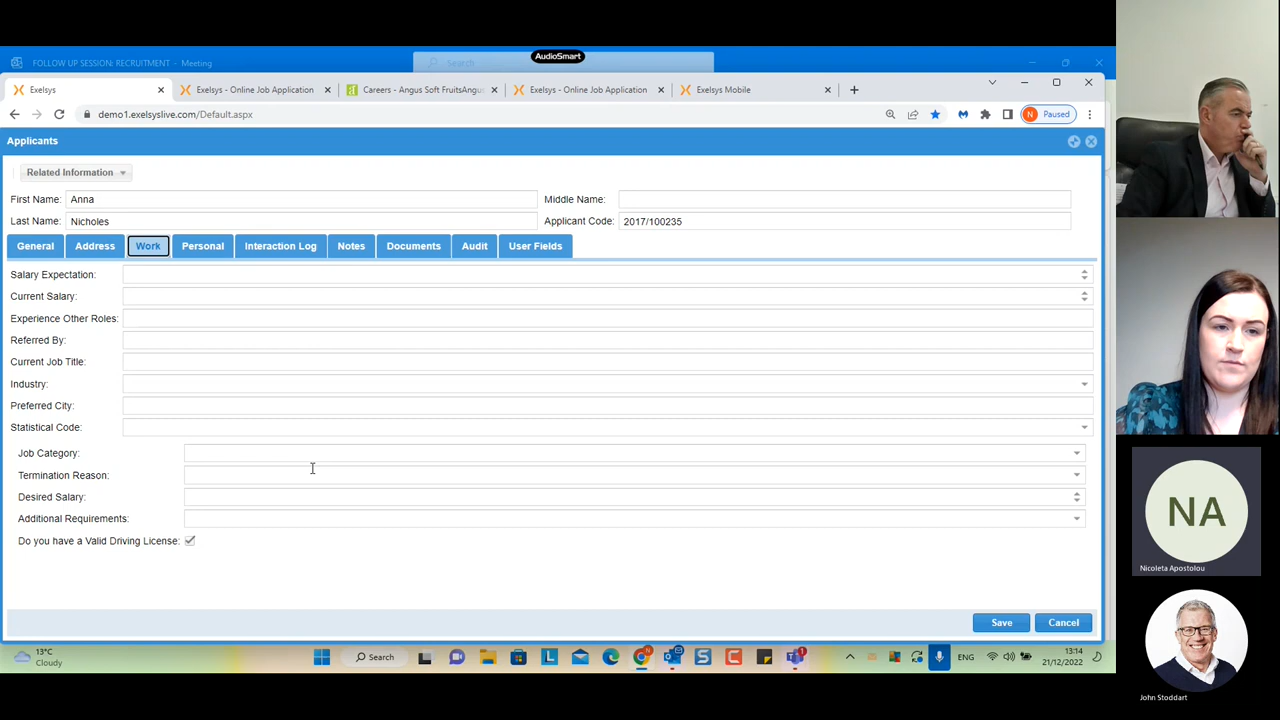 AudioSmart
FOLLOW UP SESSION: RECRUITMENT - Meeting
Search
Exelsys
Exelsys - Online Job Application
Careers - Angus Soft FruitsAngus
Exelsys - Online Job Application
Exelsys Mobile
demo1.exelsyslive.com/Default.aspx
N Paused
Applicants
Related Information
First Name: Anna
Middle Name:
Last Name: Nicholes
Applicant Code: 2017/100235
General Address Work Personal Interaction Log Notes Documents Audit User Fields
Salary Expectation:
Current Salary:
Experience Other Roles:
Referred By:
Current Job Title:
Industry:
Preferred City:
Statistical Code:
Job Category:
Termination Reason:
Desired Salary:
Additional Requirements:
Do you have a Valid Driving License:
Save Cancel
13°C
Cloudy
Search
ENG
13:14
21/12/2022
NA
Nicoleta Apostolou
John Stoddart